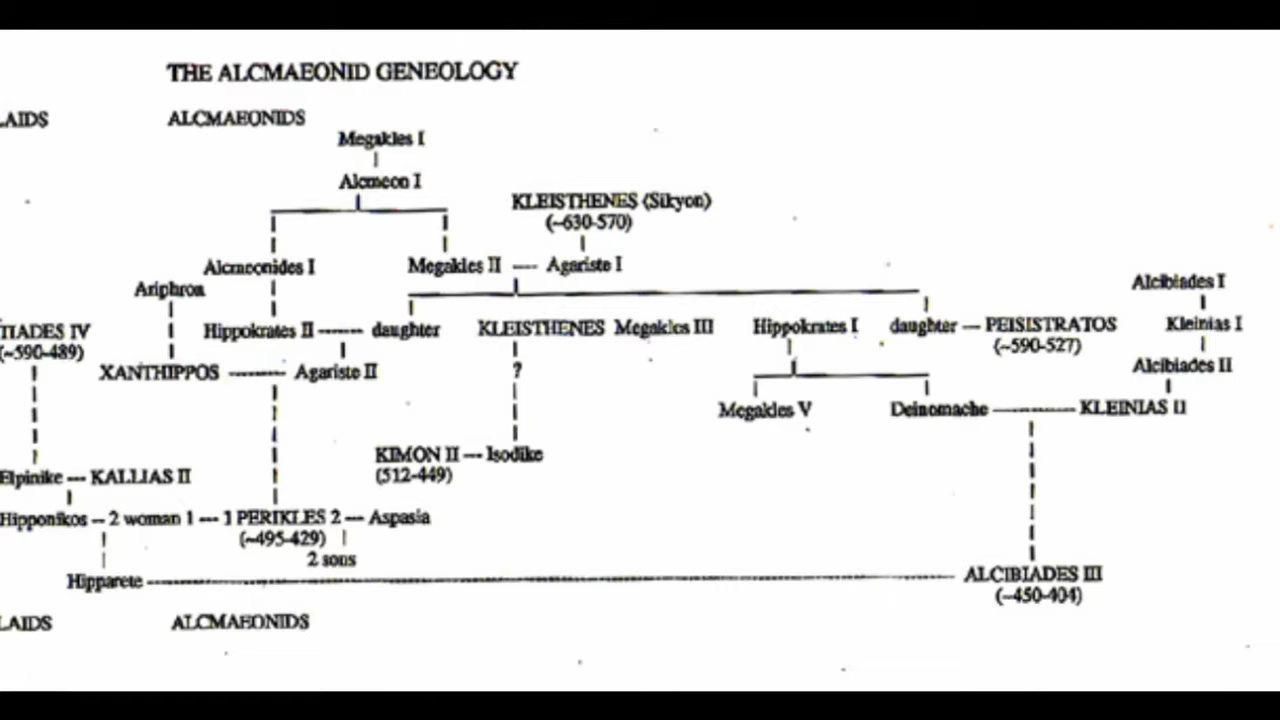 THE ALCMAEONID GENEOLOGY
LAIDS ALCMAEONIDS
Megakles I
Alcmeon I
KLEISTHENES (Sikyon)
(~630-570)
Alcmeonides I Megakles II Agariste I
Ariphron Alcibiades I
TIADES IV Hippokrates II daughter KLEISTHENES Megakles III Hippokrates I daughter PEISISTRATOS Kleinias I
(~590-489) (~590-527)
XANTHIPPOS Agariste II ? Alcibiades II
Megakles V Deinomache KLEINIAS II
KIMON II Isodike
(512-449)
Elpinike KALLIAS II
Hipponikos 2 woman 1 1 PERIKLES 2 Aspasia
(~495-429)
2 sons
Hipparete ALCIBIADES III
(~450-404)
LAIDS ALCMAEONIDS